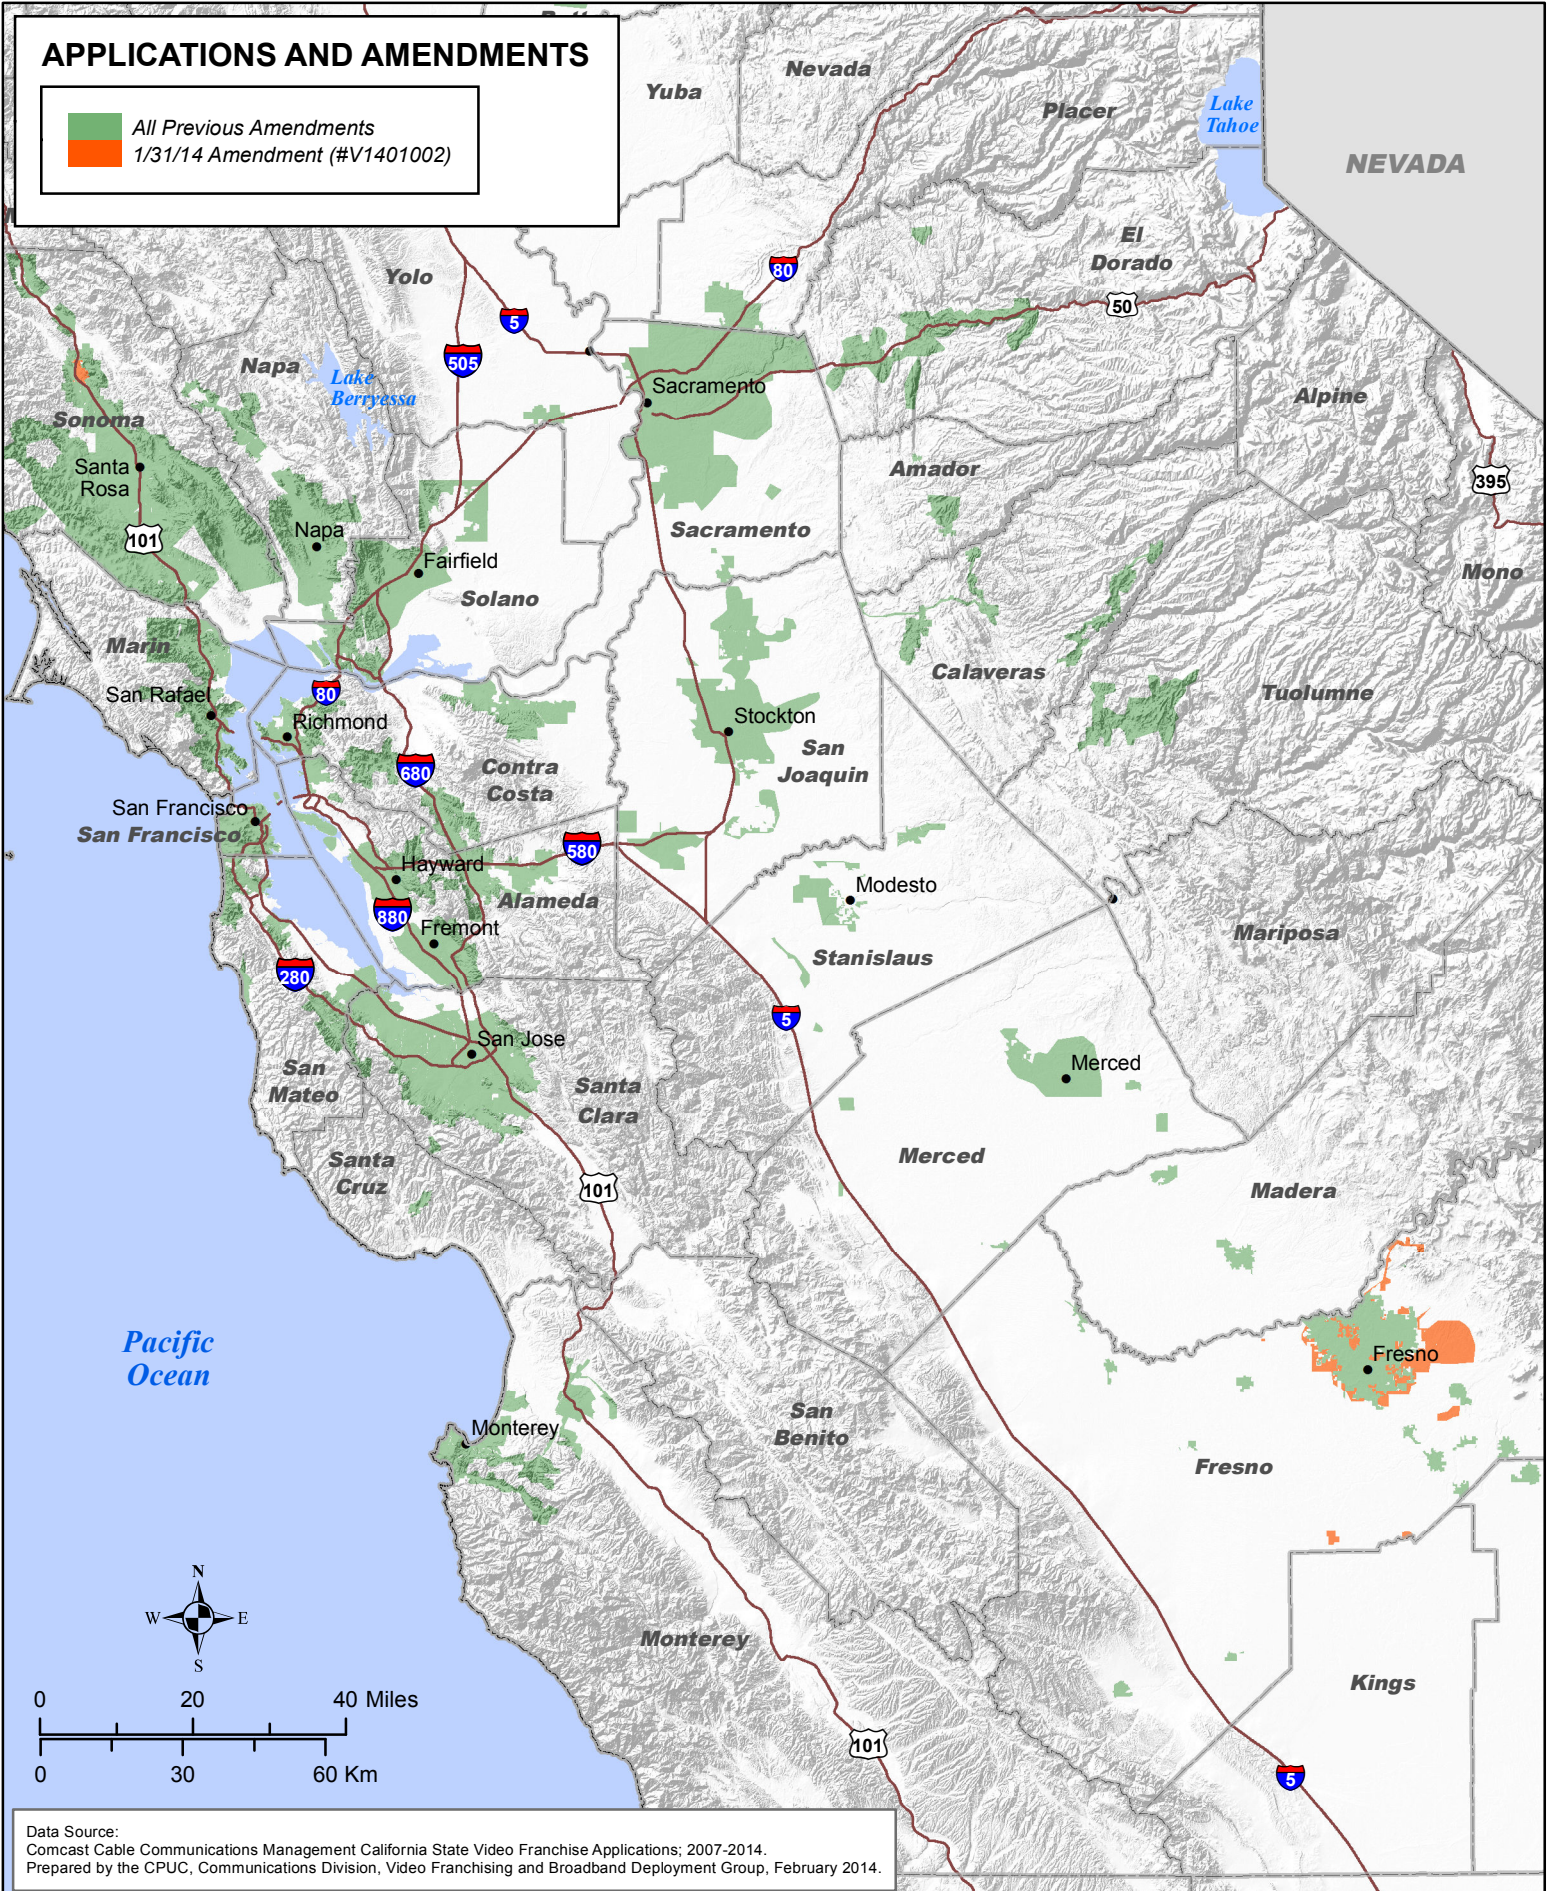 APPLICATIONS AND AMENDMENTS
All Previous Amendments
1/31/14 Amendment (#V1401002)
Yuba
Nevada
Placer
Lake
Tahoe
NEVADA
El
Dorado
Yolo
80
5
50
505
Napa
Lake
Berryessa
Sacramento
Alpine
Sonoma
Santa
Rosa
Amador
395
101
Napa
Sacramento
Fairfield
Solano
Mono
Marin
Calaveras
Tuolumne
San Rafael
80
Richmond
Stockton
San
Joaquin
680
Contra
Costa
San Francisco
San Francisco
580
Hayward
Alameda
Modesto
880
Fremont
Mariposa
Stanislaus
280
5
San Jose
Merced
San
Mateo
Santa
Clara
Merced
Santa
Cruz
101
Madera
Pacific
Ocean
Fresno
Monterey
San
Benito
Fresno
N
W
E
S
Monterey
Kings
0
20
40 Miles
0
30
60 Km
101
5
Data Source:
Comcast Cable Communications Management California State Video Franchise Applications; 2007-2014.
Prepared by the CPUC, Communications Division, Video Franchising and Broadband Deployment Group, February 2014.